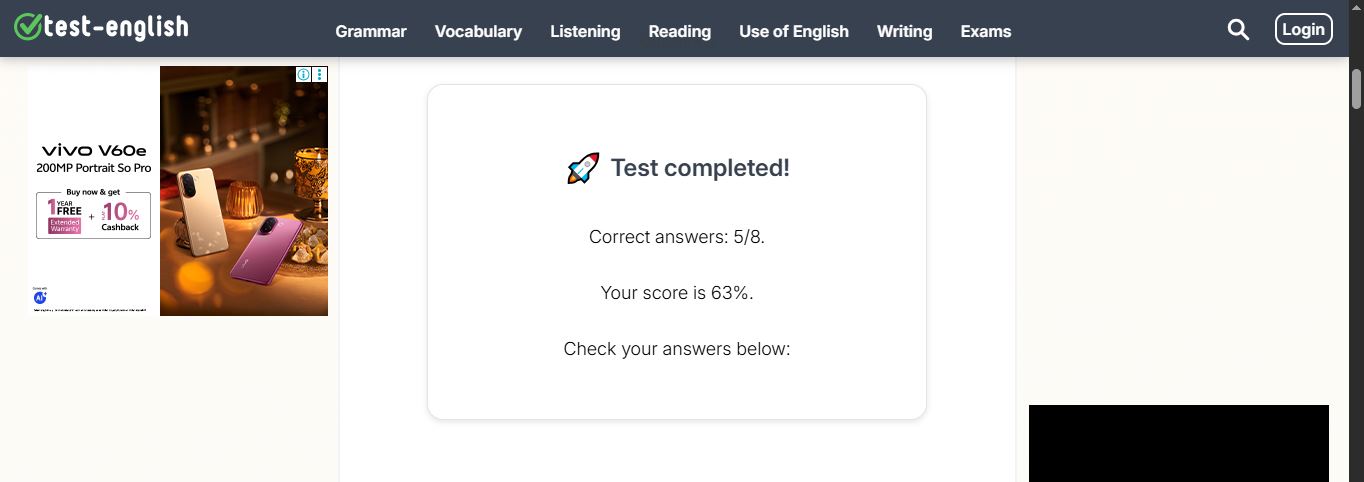 test-english
Grammar Vocabulary Listening Reading Use of English Writing Exams
Login
vivo V60e
200MP Portrait So Pro
Buy now & get
1 YEAR FREE Extended Warranty + 10% Cashback
AI
🚀 Test completed!
Correct answers: 5/8.
Your score is 63%.
Check your answers below: